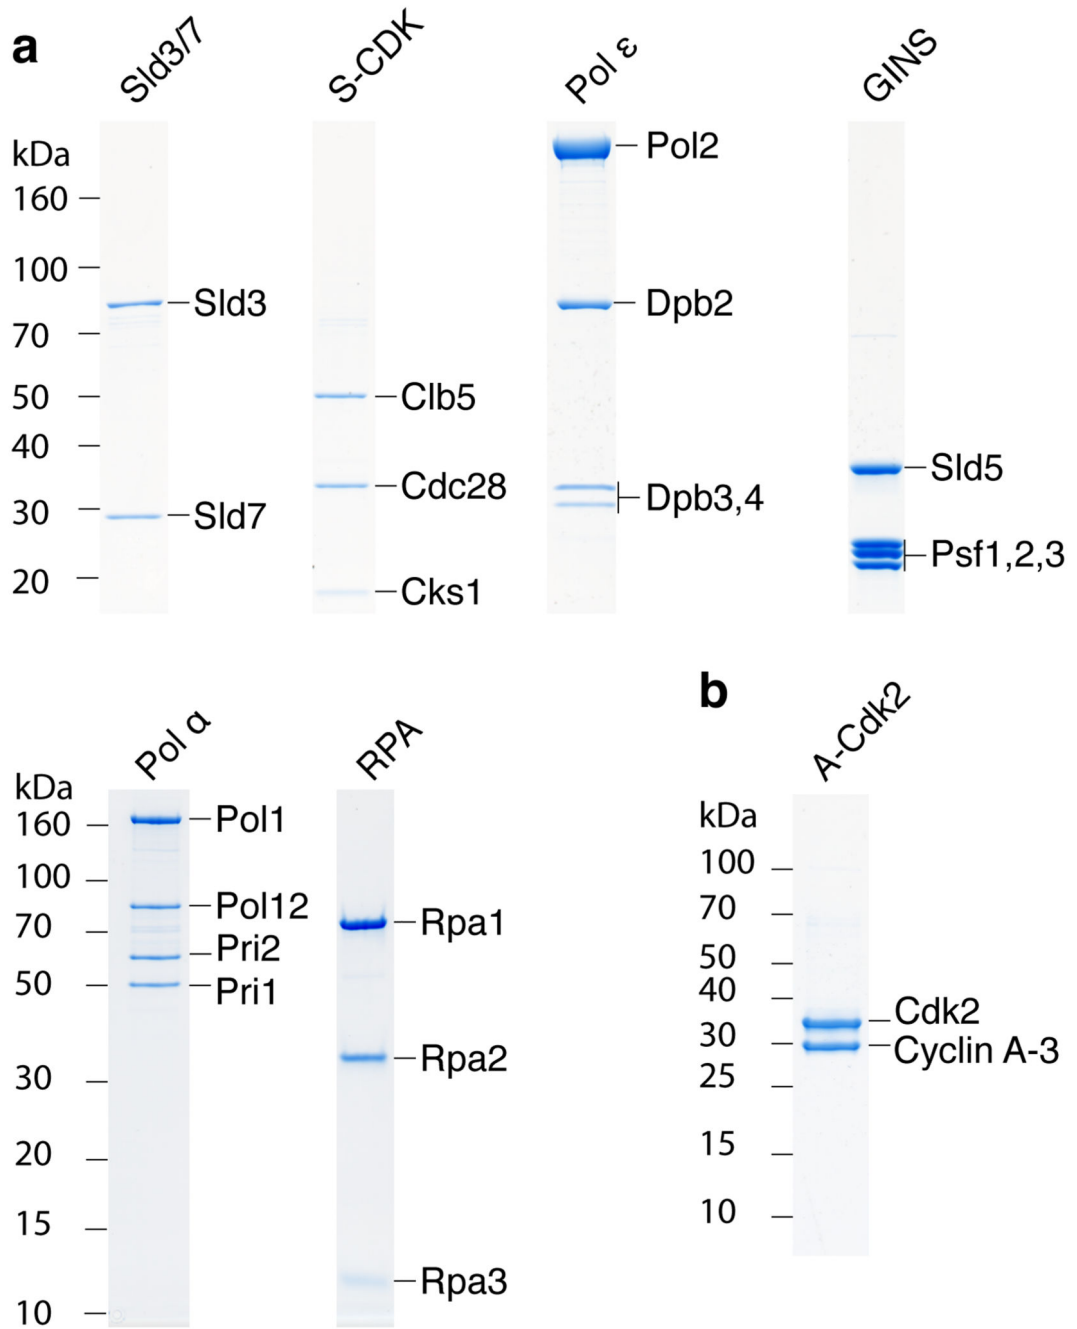 a
Sld3/7
S-CDK
Pol ε
GINS
kDa
160
100
70
50
40
30
20
Sld3
Sld7
Clb5
Cdc28
Cks1
Pol2
Dpb2
Dpb3,4
Sld5
Psf1,2,3
Pol α
RPA
kDa
160
100
70
50
30
20
15
10
Pol1
Pol12
Pri2
Pri1
Rpa1
Rpa2
Rpa3
b
A-Cdk2
kDa
100
70
50
40
30
25
15
10
Cdk2
Cyclin A-3